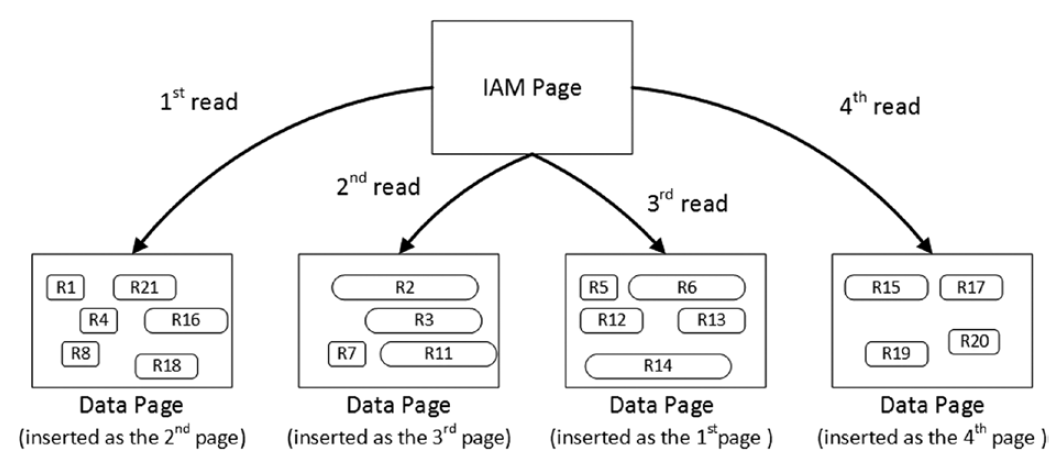 IAM Page
1st read
2nd read
3rd read
4th read
R1 R21
R4 R16
R8 R18
Data Page
(inserted as the 2nd page)
R2
R3
R7 R11
Data Page
(inserted as the 3rd page)
R5 R6
R12 R13
R14
Data Page
(inserted as the 1stpage )
R15 R17
R19 R20
Data Page
(inserted as the 4th page )